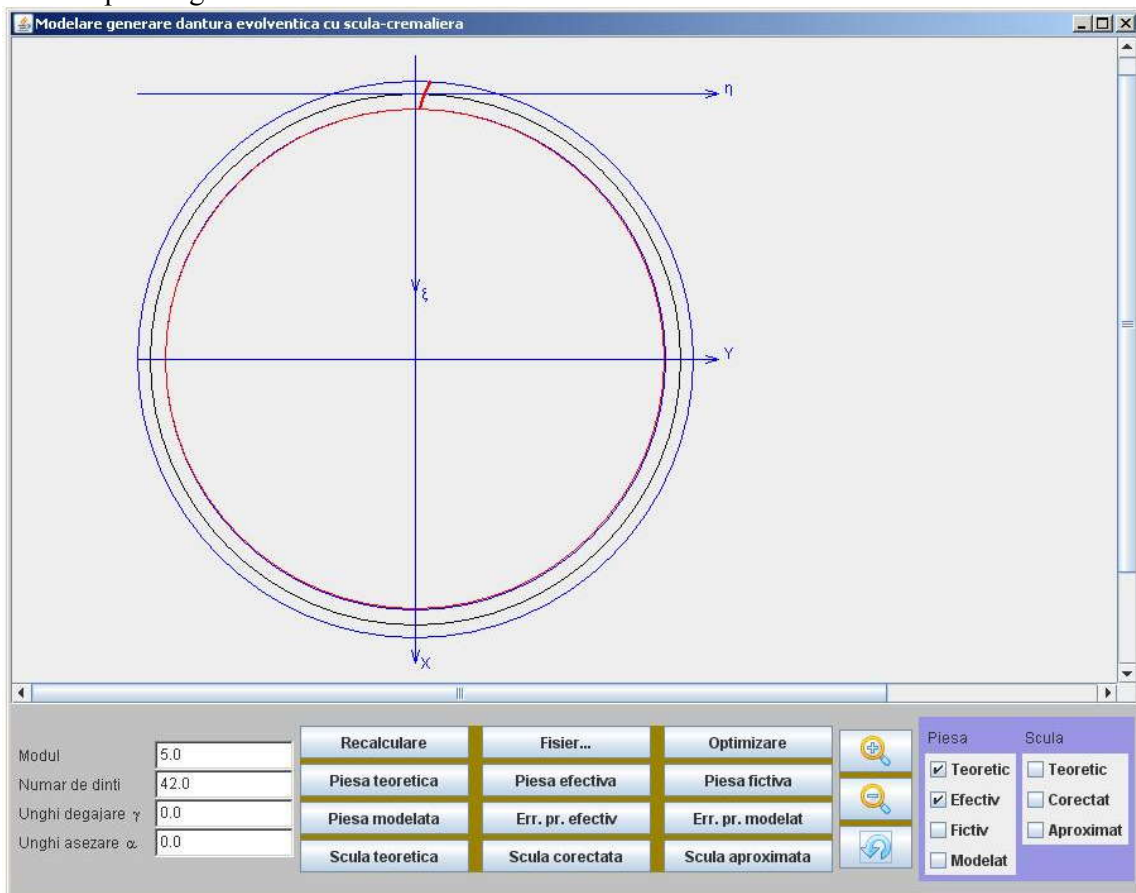 Modelare generare dantura evolventica cu scula-cremaliera
η
ξ
Y
X
Modul 5.0
Numar de dinti 42.0
Unghi degajare γ 0.0
Unghi asezare α 0.0
Recalculare Fisier... Optimizare
Piesa teoretica Piesa efectiva Piesa fictiva
Piesa modelata Err. pr. efectiv Err. pr. modelat
Scula teoretica Scula corectata Scula aproximata
Piesa Scula
Teoretic Teoretic
Efectiv Corectat
Fictiv Aproximat
Modelat